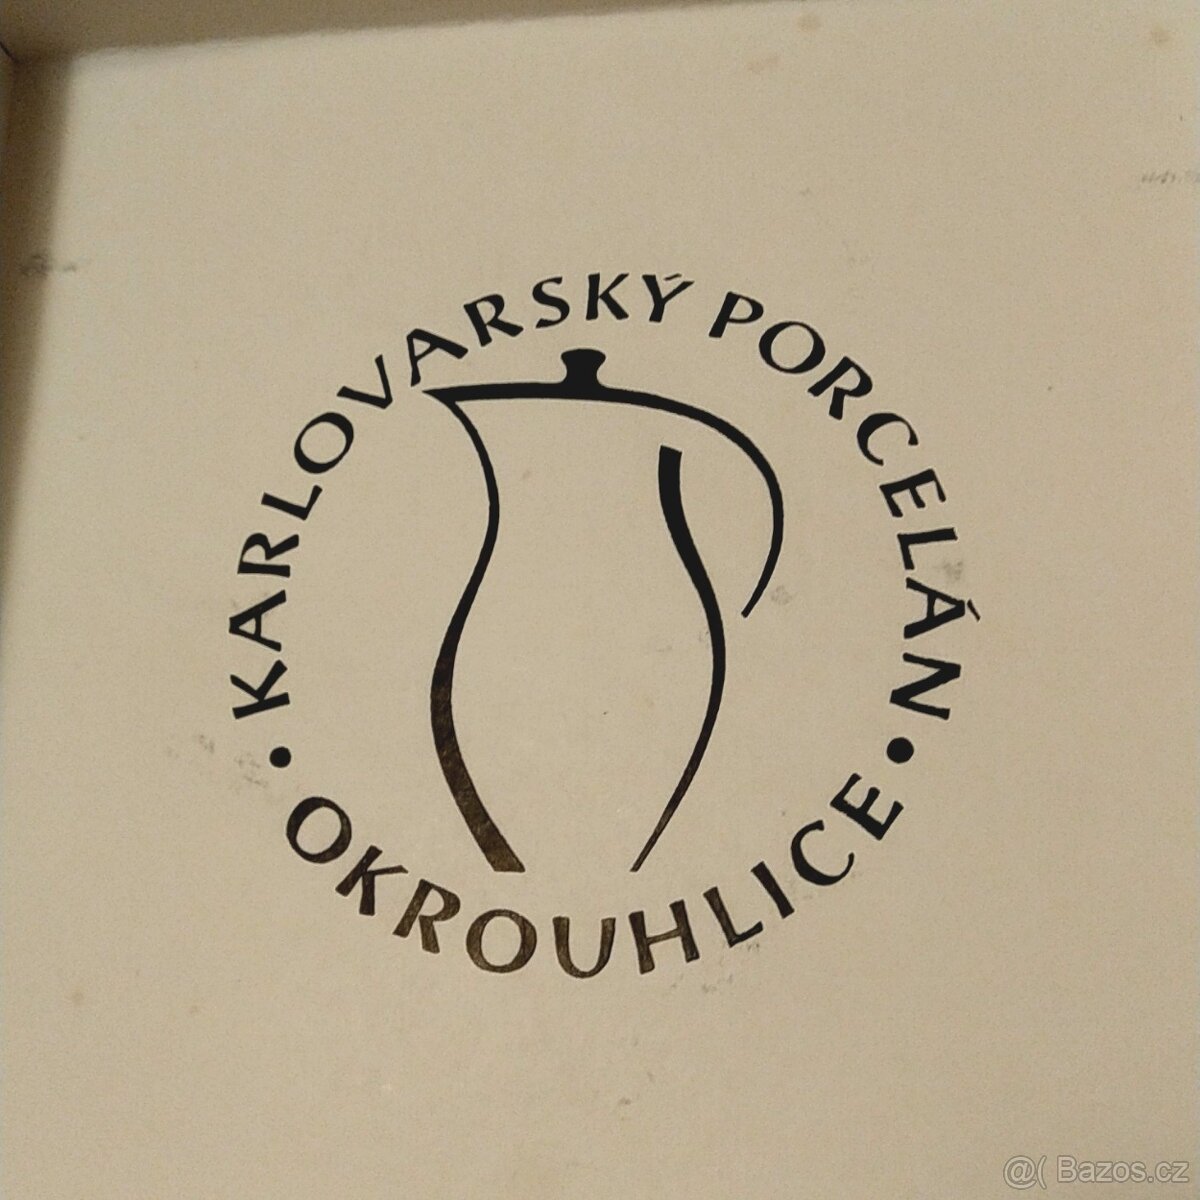 KARLOVARSKÝ PORCELÁN
• OKROUHLICE •
@( Bazos.cz